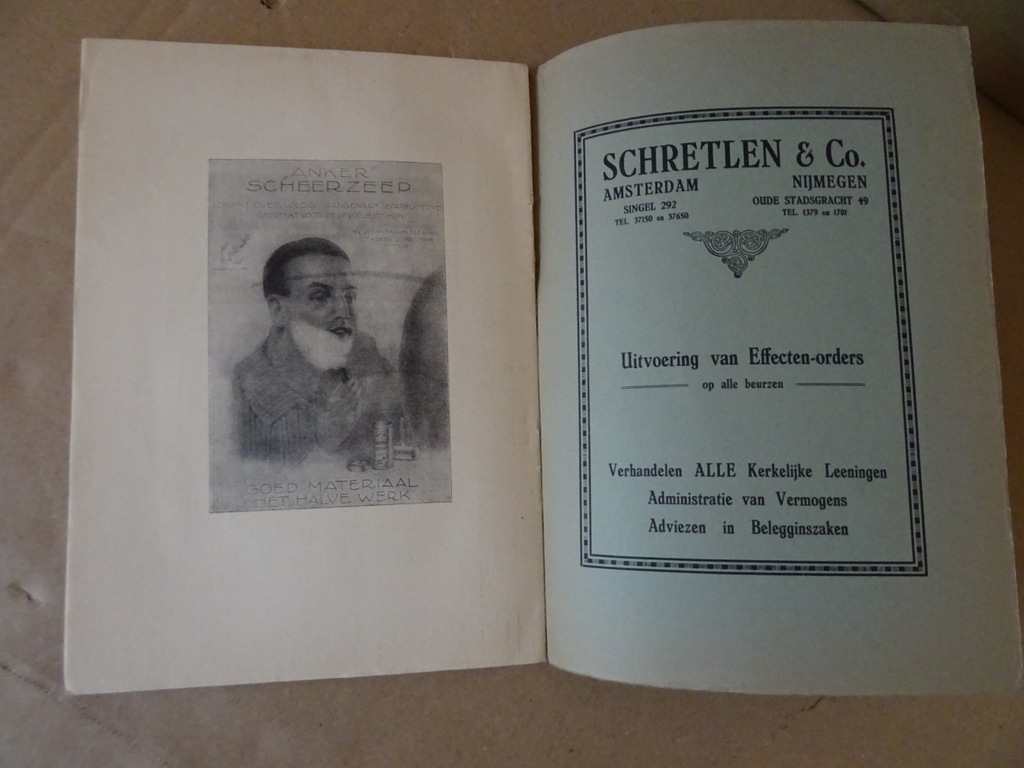 "ANKER"
SCHEERZEEP
GOED MATERIAAL
HET HALVE WERK
SCHRETLEN & Co.
AMSTERDAM
SINGEL 292
TEL. 37150 en 37650
NIJMEGEN
OUDE STADSGRACHT 49
TEL. 1379 en 1701
Uitvoering van Effecten-orders
op alle beurzen
Verhandelen ALLE Kerkelijke Leeningen
Administratie van Vermogens
Adviezen in Belegginszaken